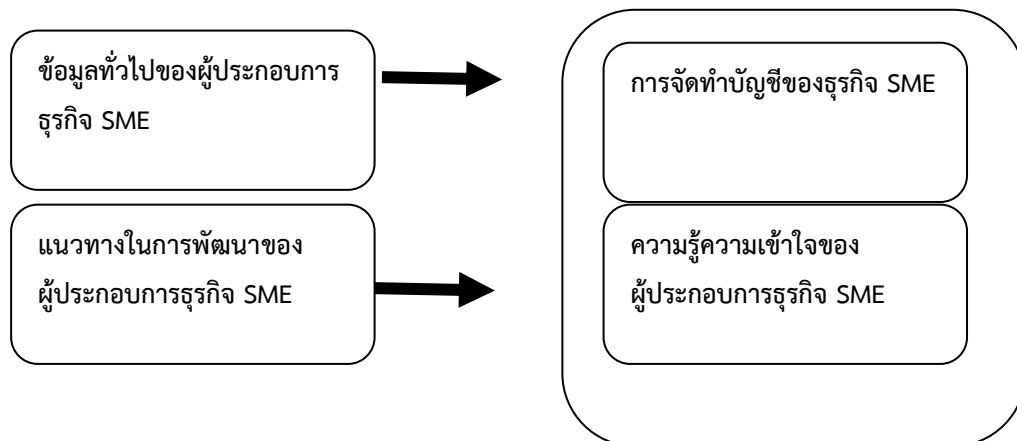 ข้อมูลทั่วไปของผู้ประกอบการ
ธุรกิจ SME
การจัดทำบัญชีของธุรกิจ SME
แนวทางในการพัฒนาของ
ผู้ประกอบการธุรกิจ SME
ความรู้ความเข้าใจของ
ผู้ประกอบการธุรกิจ SME